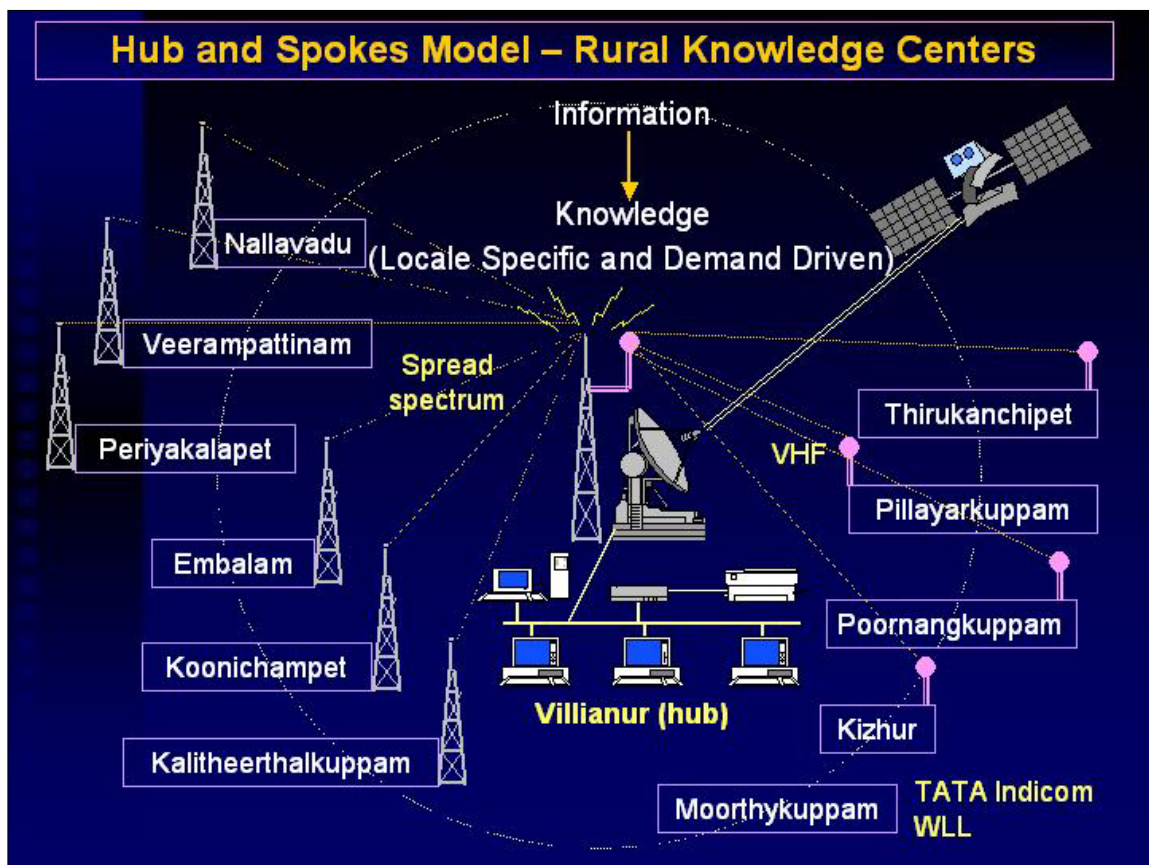 Hub and Spokes Model – Rural Knowledge Centers
Information
Knowledge
(Locale Specific and Demand Driven)
Nallavadu
Veerampattinam
Periyakalapet
Spread
spectrum
Embalam
Koonichampet
Kalitheerthalkuppam
Thirukanchipet
VHF
Pillayarkuppam
Poornangkuppam
Kizhur
Villianur (hub)
Moorthykuppam
TATA Indicom
WLL